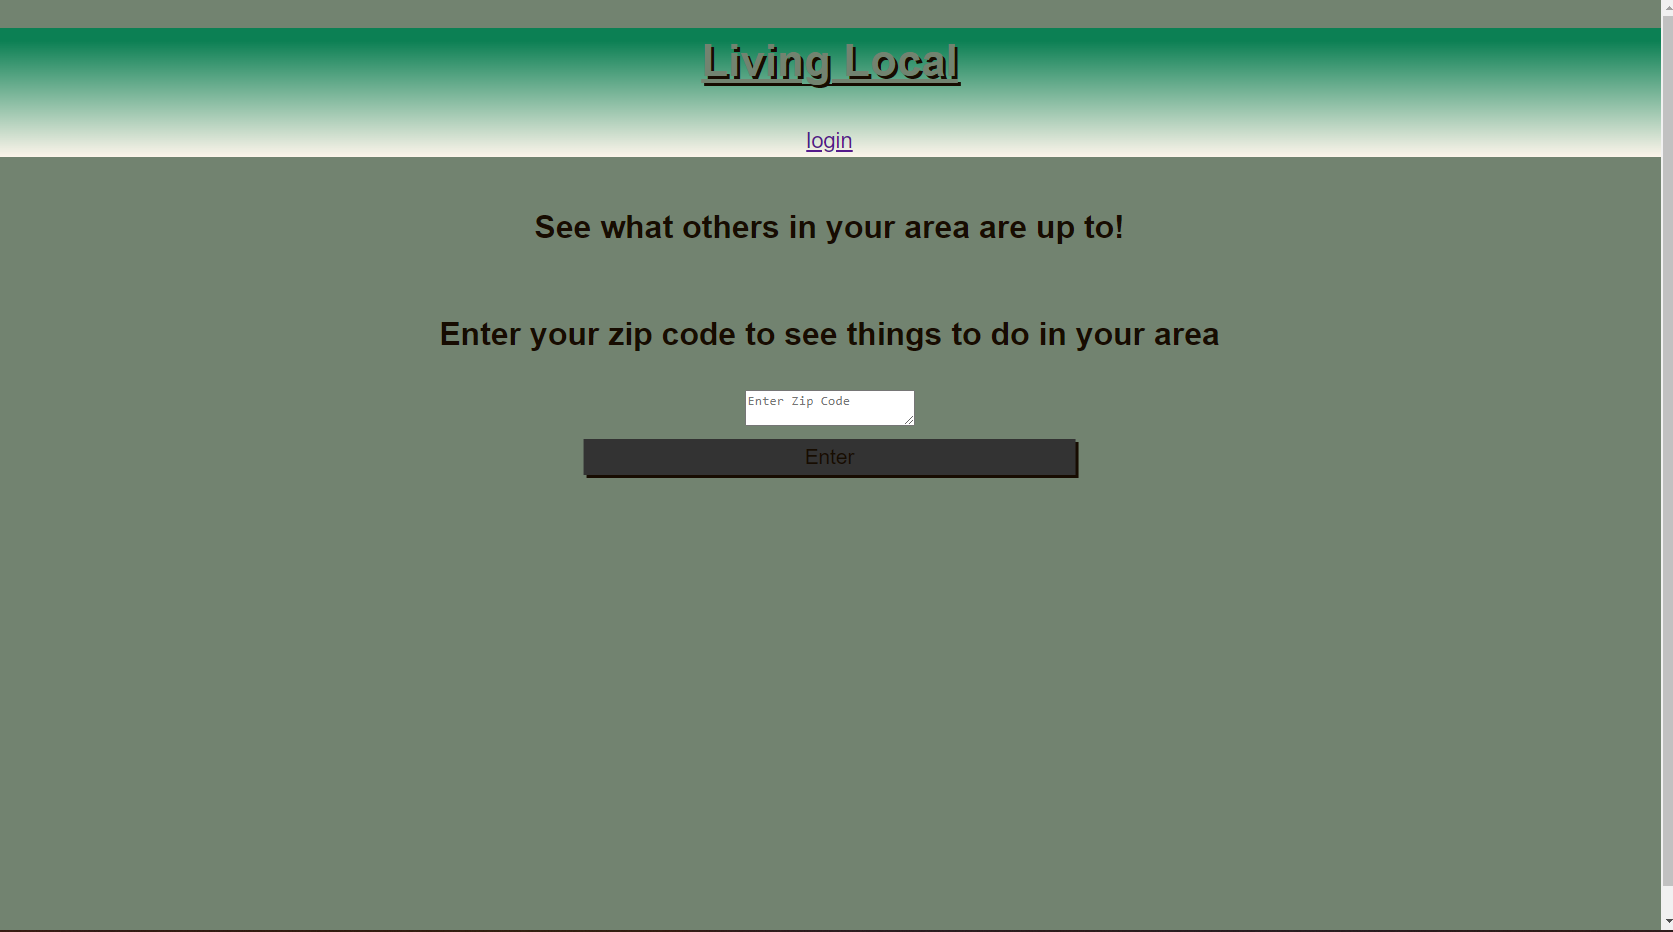 Living Local
login
See what others in your area are up to!
Enter your zip code to see things to do in your area
Enter Zip Code
Enter